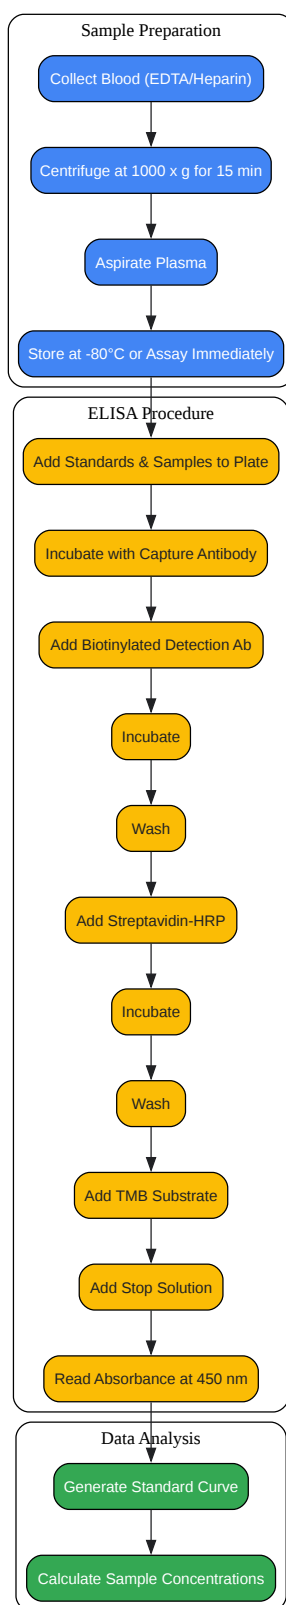 Sample Preparation
Collect Blood (EDTA/Heparin)
Centrifuge at 1000 x g for 15 min
Aspirate Plasma
Store at -80°C or Assay Immediately
ELISA Procedure
Add Standards & Samples to Plate
Incubate with Capture Antibody
Add Biotinylated Detection Ab
Incubate
Wash
Add Streptavidin-HRP
Incubate
Wash
Add TMB Substrate
Add Stop Solution
Read Absorbance at 450 nm
Data Analysis
Generate Standard Curve
Calculate Sample Concentrations